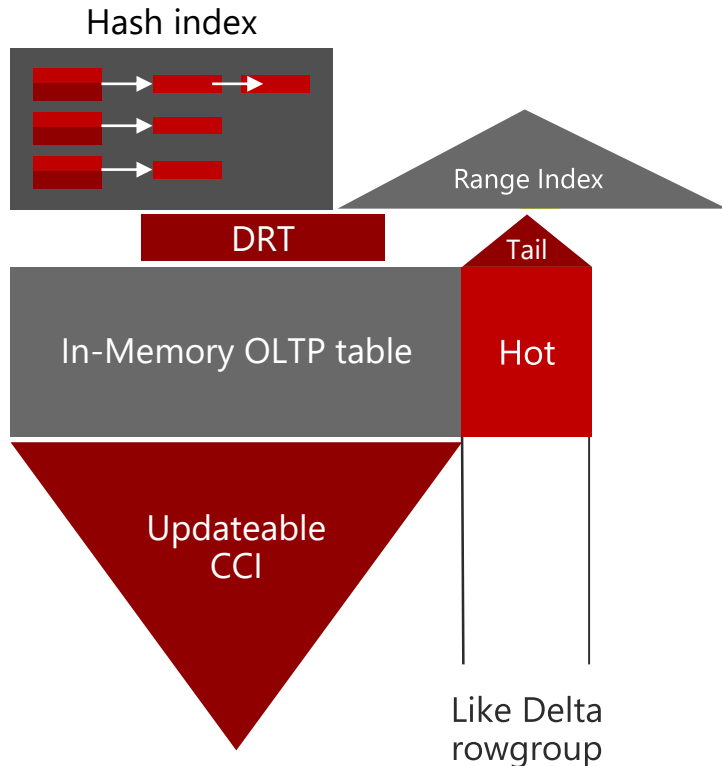 Hash index
Range Index
DRT
Tail
In-Memory OLTP table
Hot
Updateable
CCI
Like Delta
rowgroup